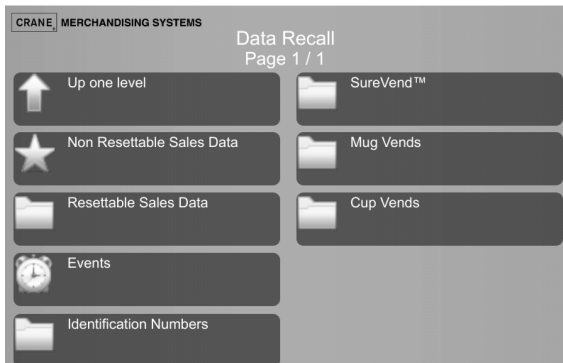 CRANE® MERCHANDISING SYSTEMS
Data Recall
Page 1 / 1
Up one level
Non Resettable Sales Data
Resettable Sales Data
Events
Identification Numbers
SureVend™
Mug Vends
Cup Vends